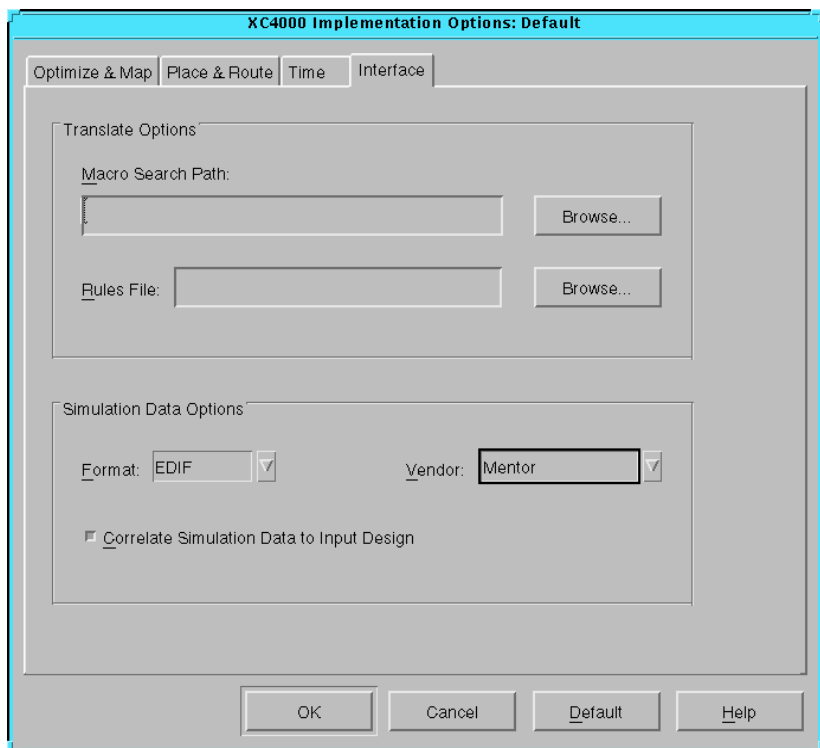 XC4000 Implementation Options: Default
Optimize & Map Place & Route Time Interface
Translate Options
Macro Search Path:
Browse...
Rules File: Browse...
Simulation Data Options
Format: EDIF Vendor: Mentor
Correlate Simulation Data to Input Design
OK Cancel Default Help